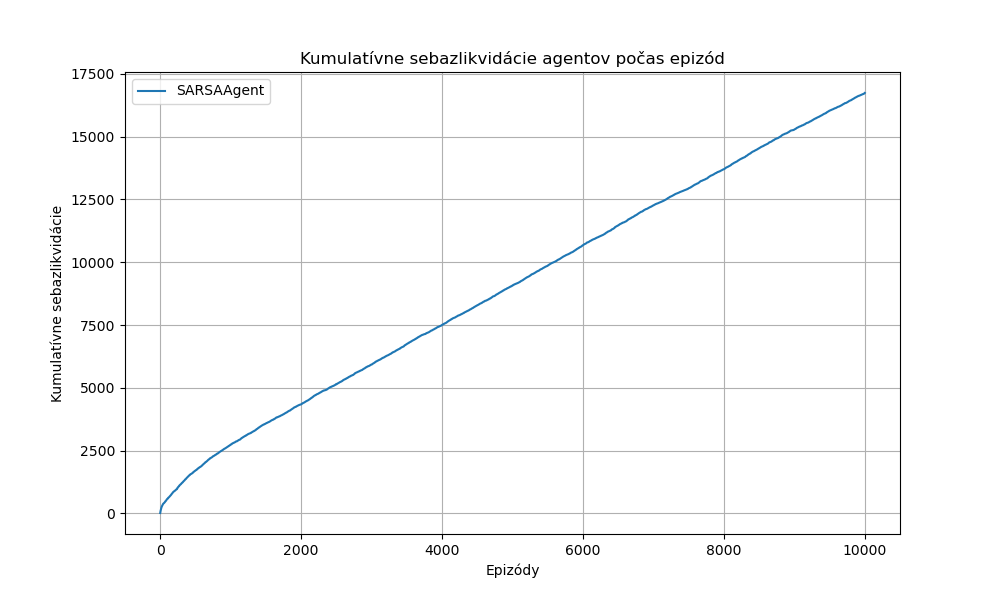 Kumulatívne sebazlikvidácie agentov počas epizód
SARSAAgent
Kumulatívne sebazlikvidácie
17500
15000
12500
10000
7500
5000
2500
0
0 2000 4000 6000 8000 10000
Epizódy